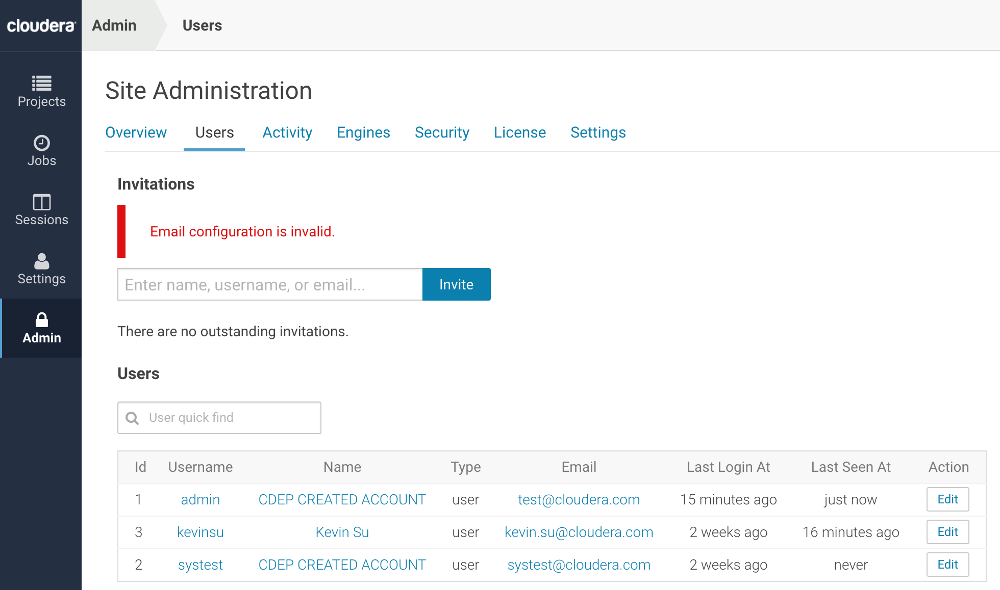 cloudera
Admin Users
Projects
Jobs
Sessions
Settings
Admin
Site Administration
Overview Users Activity Engines Security License Settings
Invitations
Email configuration is invalid.
Enter name, username, or email... Invite
There are no outstanding invitations.
Users
User quick find
Id Username Name Type Email Last Login At Last Seen At Action
1 admin CDEP CREATED ACCOUNT user test@cloudera.com 15 minutes ago just now Edit
3 kevinsu Kevin Su user kevin.su@cloudera.com 2 weeks ago 16 minutes ago Edit
2 systest CDEP CREATED ACCOUNT user systest@cloudera.com 2 weeks ago never Edit